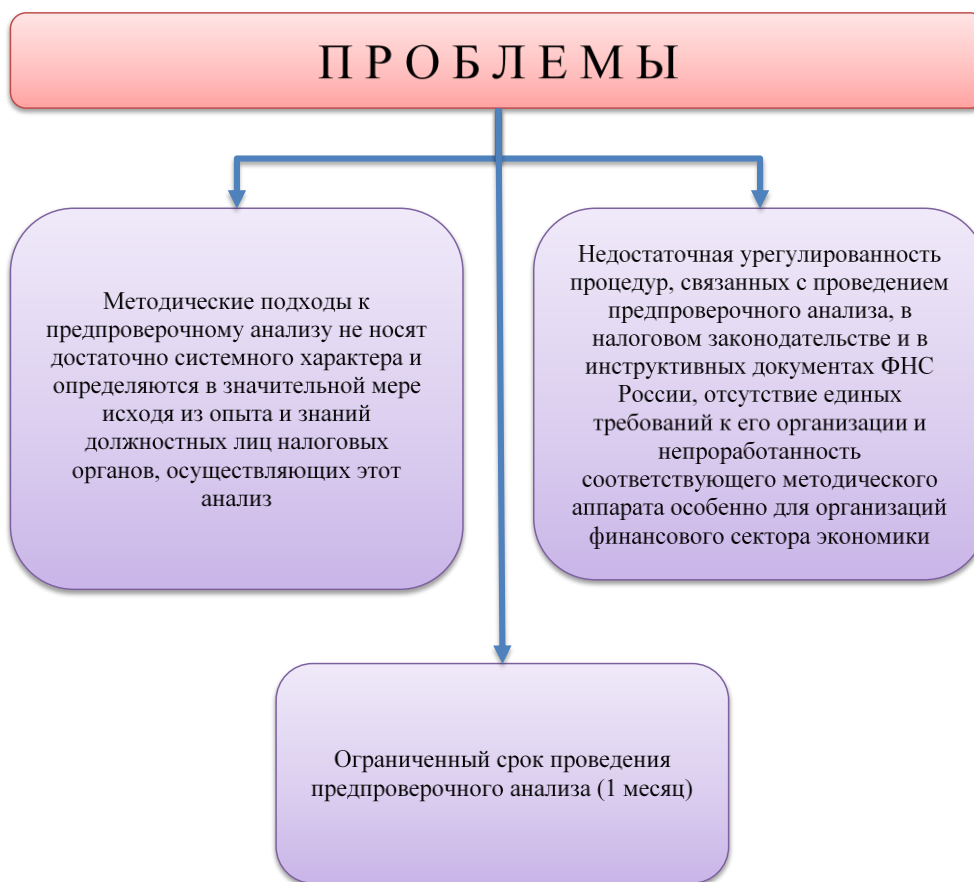 П Р О Б Л Е М Ы
Методические подходы к
предпроверочному анализу не носят
достаточно системного характера и
определяются в значительной мере
исходя из опыта и знаний
должностных лиц налоговых
органов, осуществляющих этот
анализ
Недостаточная урегулированность
процедур, связанных с проведением
предпроверочного анализа, в
налоговом законодательстве и в
инструктивных документах ФНС
России, отсутствие единых
требований к его организации и
непроработанность
соответствующего методического
аппарата особенно для организаций
финансового сектора экономики
Ограниченный срок проведения
предпроверочного анализа (1 месяц)